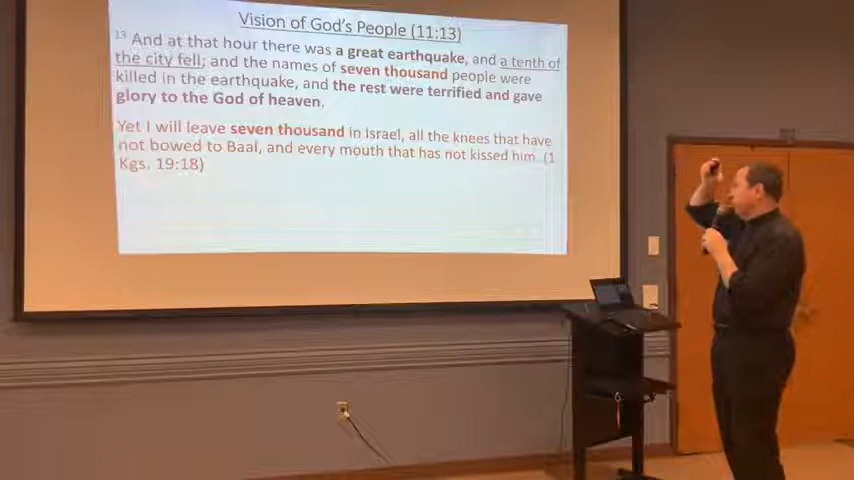 Vision of God's People (11:13)
13 And at that hour there was a great earthquake, and a tenth of
the city fell; and the names of seven thousand people were
killed in the earthquake, and the rest were terrified and gave
glory to the God of heaven.
Yet I will leave seven thousand in Israel, all the knees that have
not bowed to Baal, and every mouth that has not kissed him. (1
Kgs. 19:18)